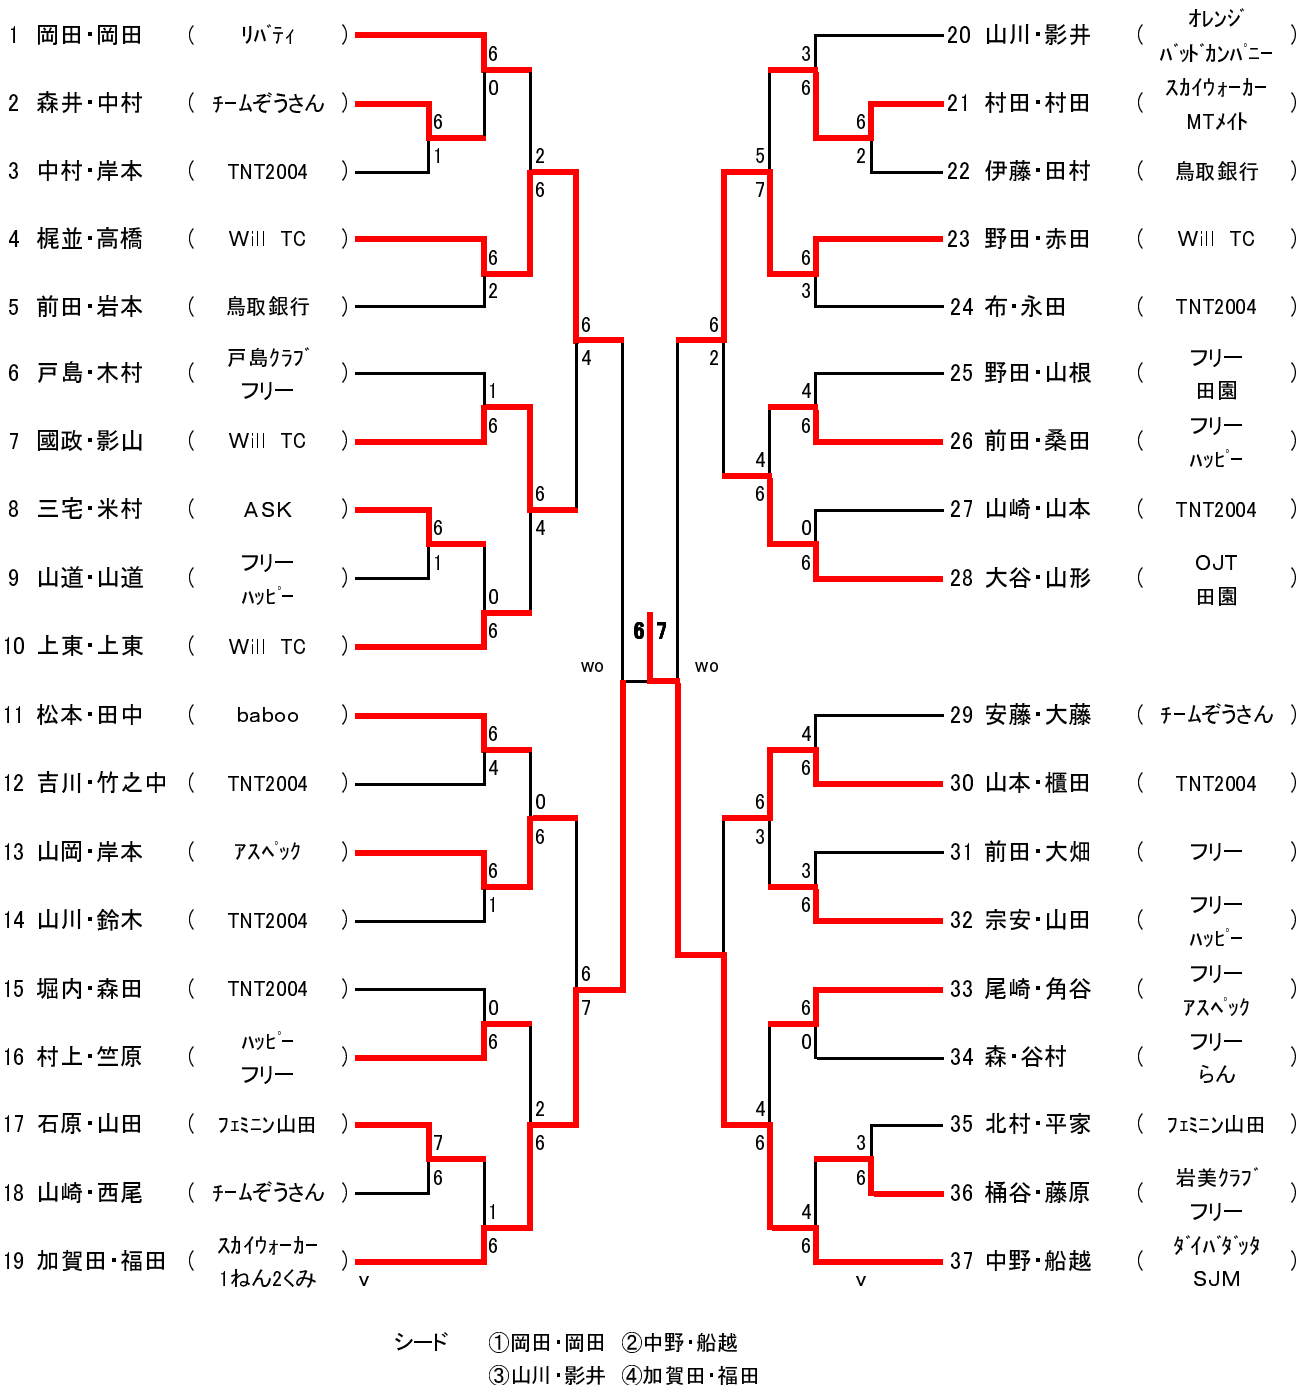 1 岡田・岡田 ( リバティ )
6
0
2 森井・中村 ( チームぞうさん )
6
1
3 中村・岸本 ( TNT2004 )
2
6
4 梶並・高橋 ( Will TC )
6
2
5 前田・岩本 ( 鳥取銀行 )
6
4
6 戸島・木村 ( 戸島クラブ
フリー )
1
6
7 國政・影山 ( Will TC )
6
4
8 三宅・米村 ( ASK )
6
1
9 山道・山道 ( フリー
ハッピー )
0
6
10 上東・上東 ( Will TC )
wo
11 松本・田中 ( baboo )
6
4
12 吉川・竹之中 ( TNT2004 )
0
6
13 山岡・岸本 ( アスペック )
6
1
14 山川・鈴木 ( TNT2004 )
6
7
15 堀内・森田 ( TNT2004 )
0
6
16 村上・竺原 ( ハッピー
フリー )
2
6
17 石原・山田 ( フェミニン山田 )
7
6
18 山崎・西尾 ( チームぞうさん )
1
6
19 加賀田・福田 ( スカイウォーカー
1ねん2くみ )
v
6 7
20 山川・影井 ( オレンジ
バッドカンパニー )
3
6
21 村田・村田 ( スカイウォーカー
MTメイト )
6
2
22 伊藤・田村 ( 鳥取銀行 )
5
7
23 野田・赤田 ( Will TC )
6
3
24 布・永田 ( TNT2004 )
6
2
25 野田・山根 ( フリー
田園 )
4
6
26 前田・桑田 ( フリー
ハッピー )
4
6
27 山崎・山本 ( TNT2004 )
0
6
28 大谷・山形 ( OJT
田園 )
wo
29 安藤・大藤 ( チームぞうさん )
4
6
30 山本・櫃田 ( TNT2004 )
6
3
31 前田・大畑 ( フリー )
3
6
32 宗安・山田 ( フリー
ハッピー )
33 尾崎・角谷 ( フリー
アスペック )
6
0
34 森・谷村 ( フリー
らん )
4
6
35 北村・平家 ( フェミニン山田 )
3
6
36 桶谷・藤原 ( 岩美クラブ
フリー )
4
6
37 中野・船越 ( ダイバダッタ
SJM )
v
シード ①岡田・岡田 ②中野・船越
③山川・影井 ④加賀田・福田